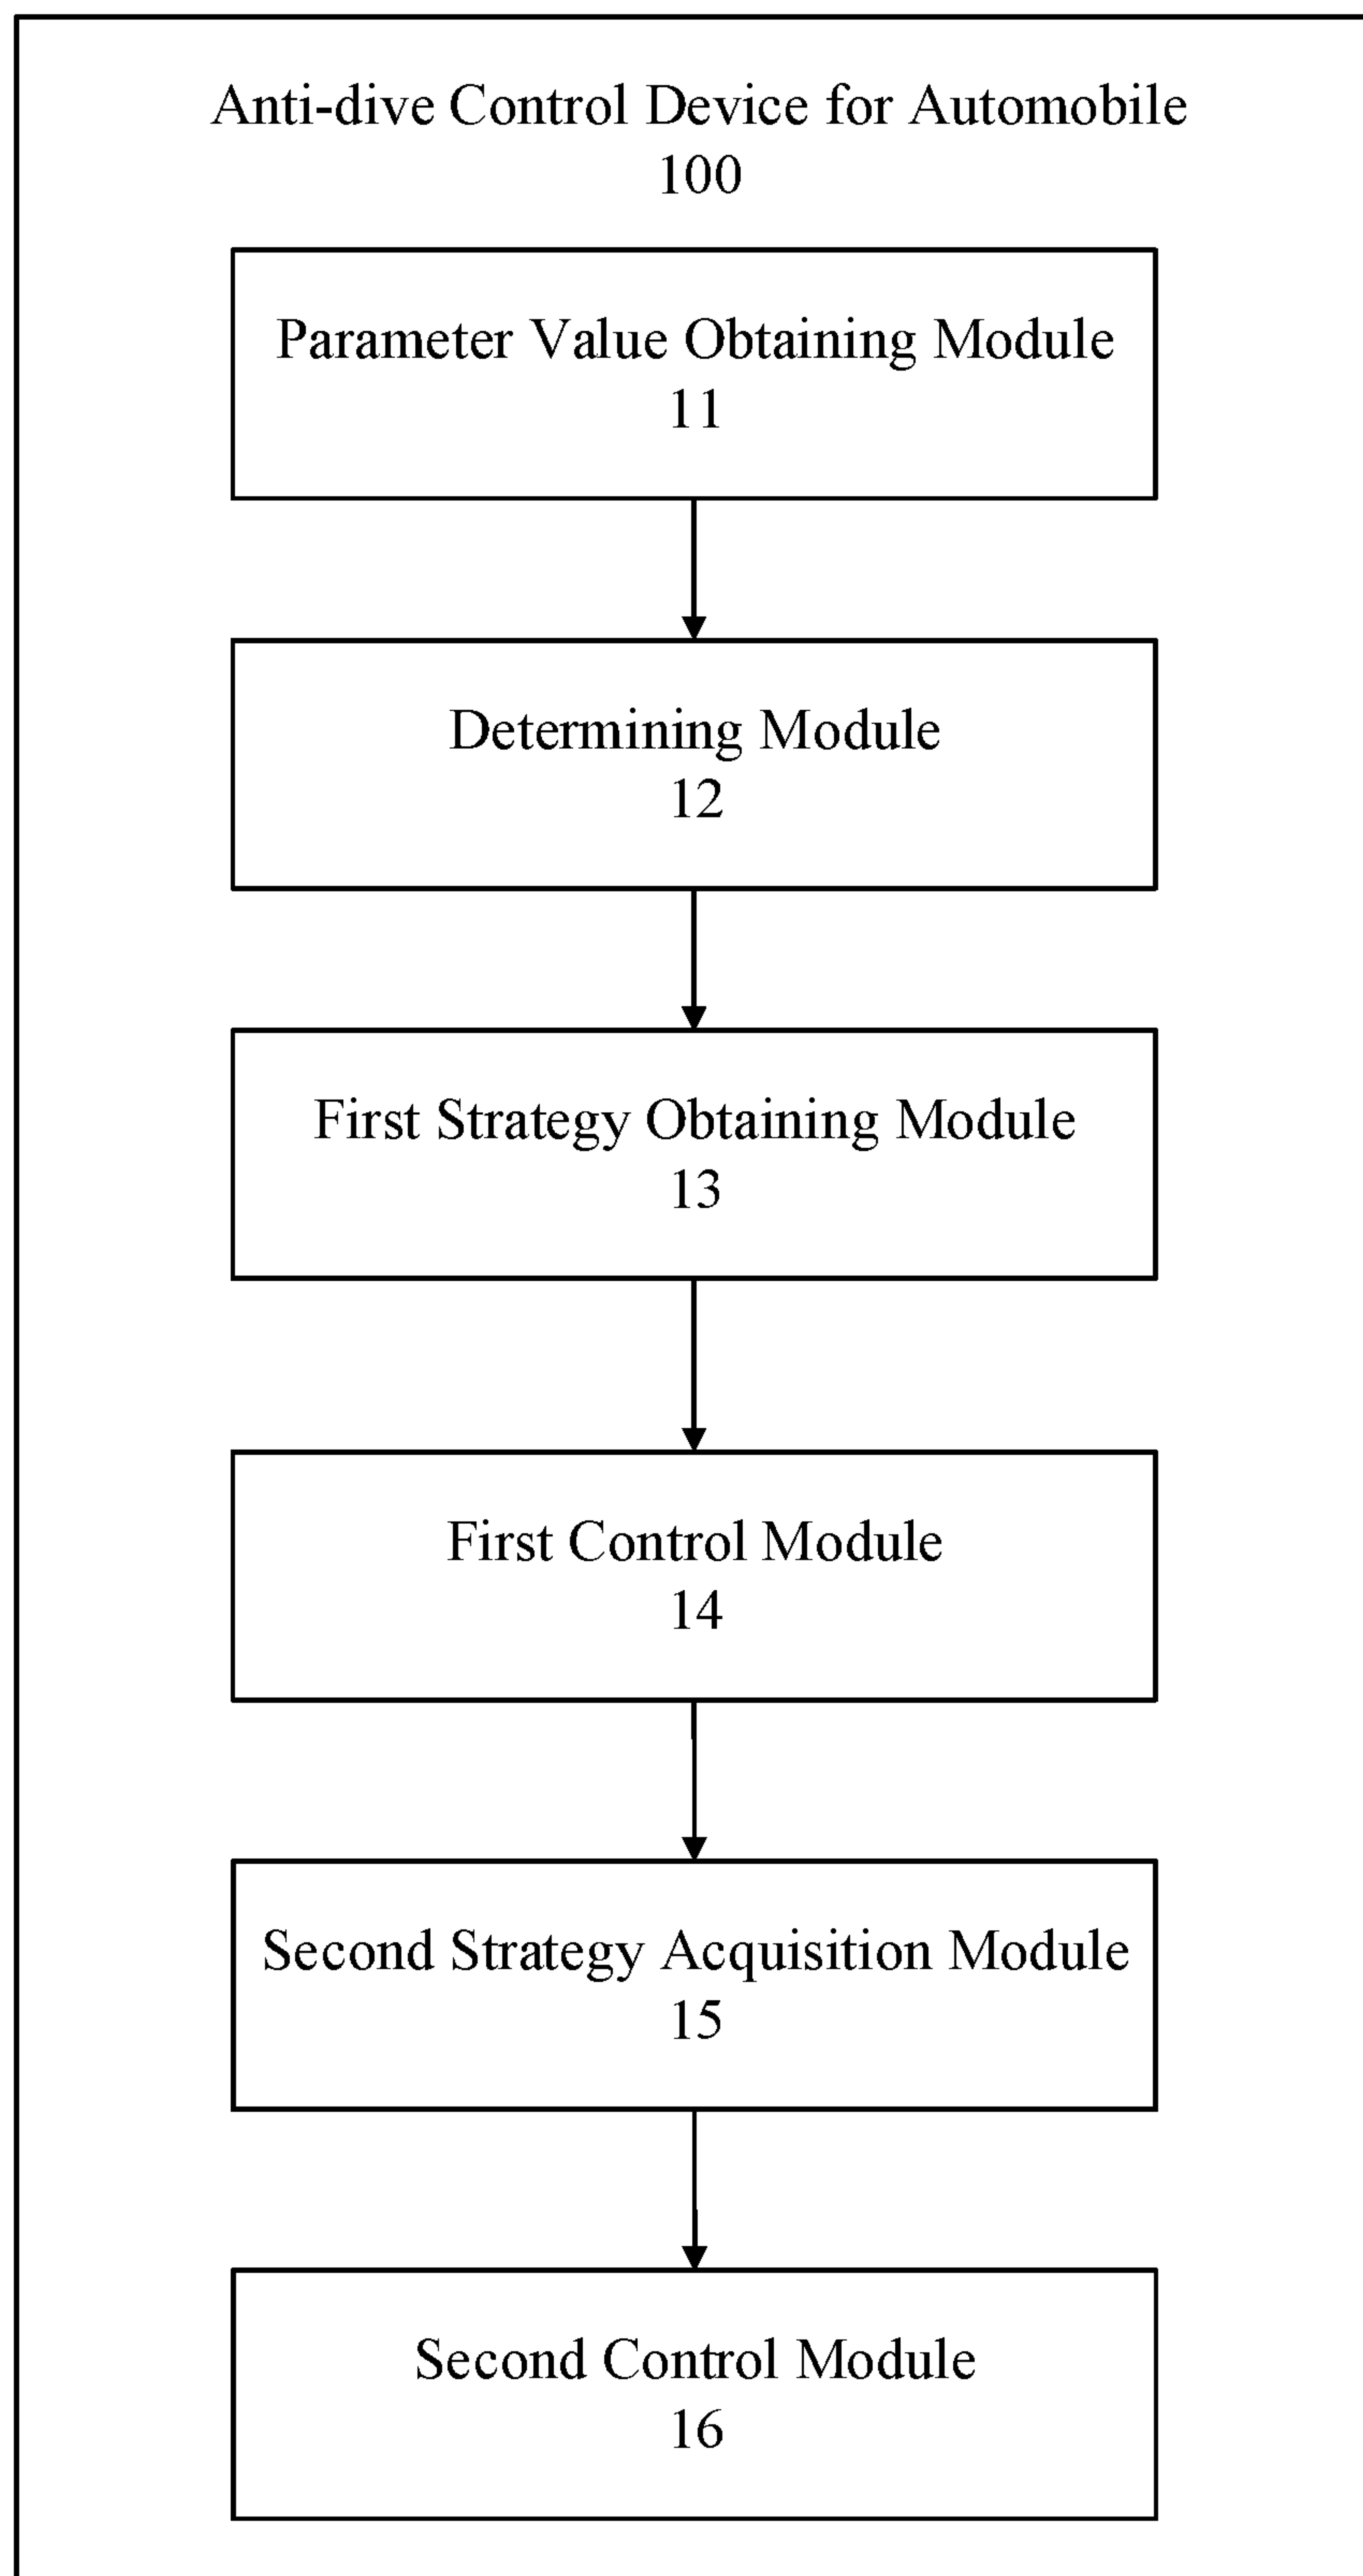 Anti-dive Control Device for Automobile
100
Parameter Value Obtaining Module
11
Determining Module
12
First Strategy Obtaining Module
13
First Control Module
14
Second Strategy Acquisition Module
15
Second Control Module
16